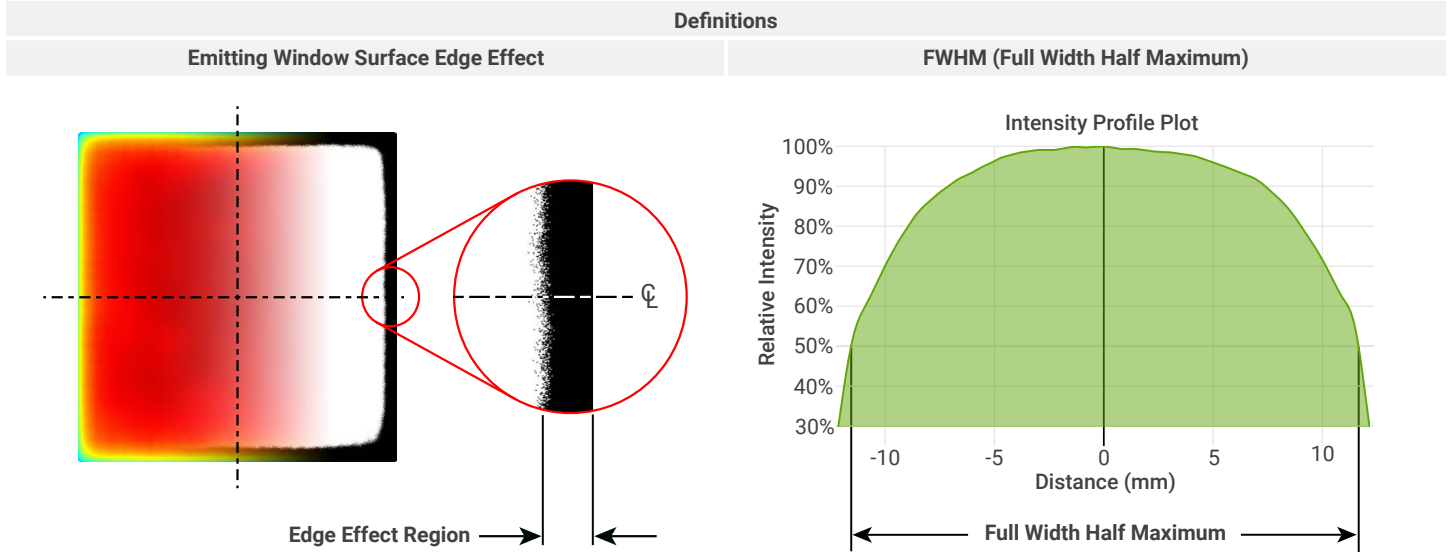 Definitions
Emitting Window Surface Edge Effect
FWHM (Full Width Half Maximum)
℄
Edge Effect Region
Intensity Profile Plot
Relative Intensity
100%
90%
80%
70%
60%
50%
40%
30%
-10 -5 0 5 10
Distance (mm)
Full Width Half Maximum